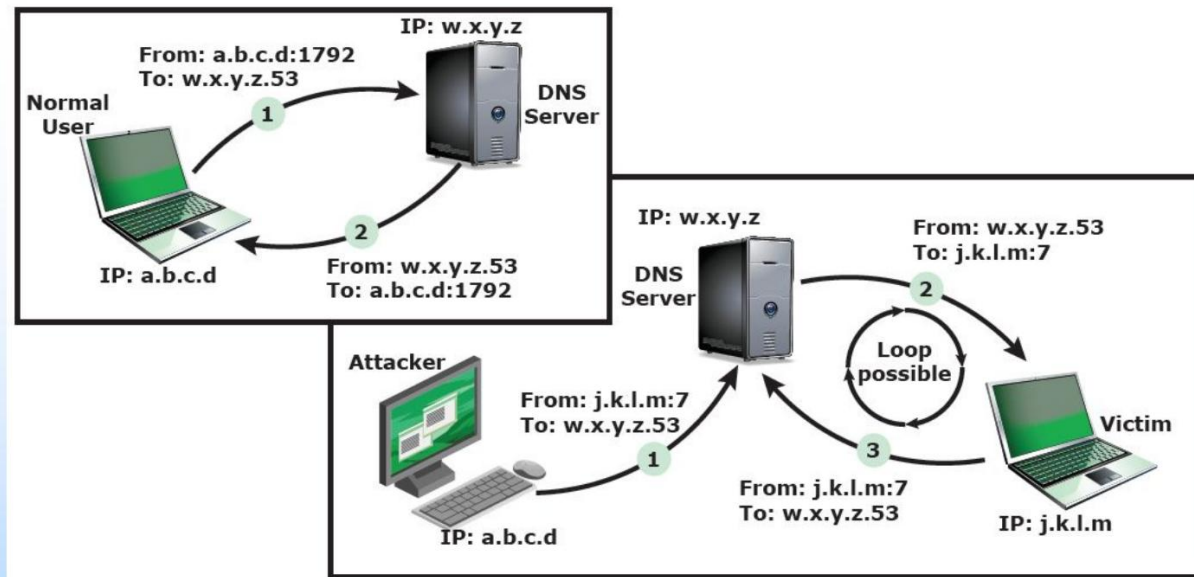 IP: w.x.y.z
From: a.b.c.d:1792
To: w.x.y.z.53
Normal
User
1
DNS
Server
2
From: w.x.y.z.53
To: a.b.c.d:1792
IP: a.b.c.d
IP: w.x.y.z
DNS
Server
From: w.x.y.z.53
To: j.k.l.m:7
2
Loop
possible
Attacker
From: j.k.l.m:7
To: w.x.y.z.53
1
Victim
3
From: j.k.l.m:7
To: w.x.y.z.53
IP: a.b.c.d
IP: j.k.l.m